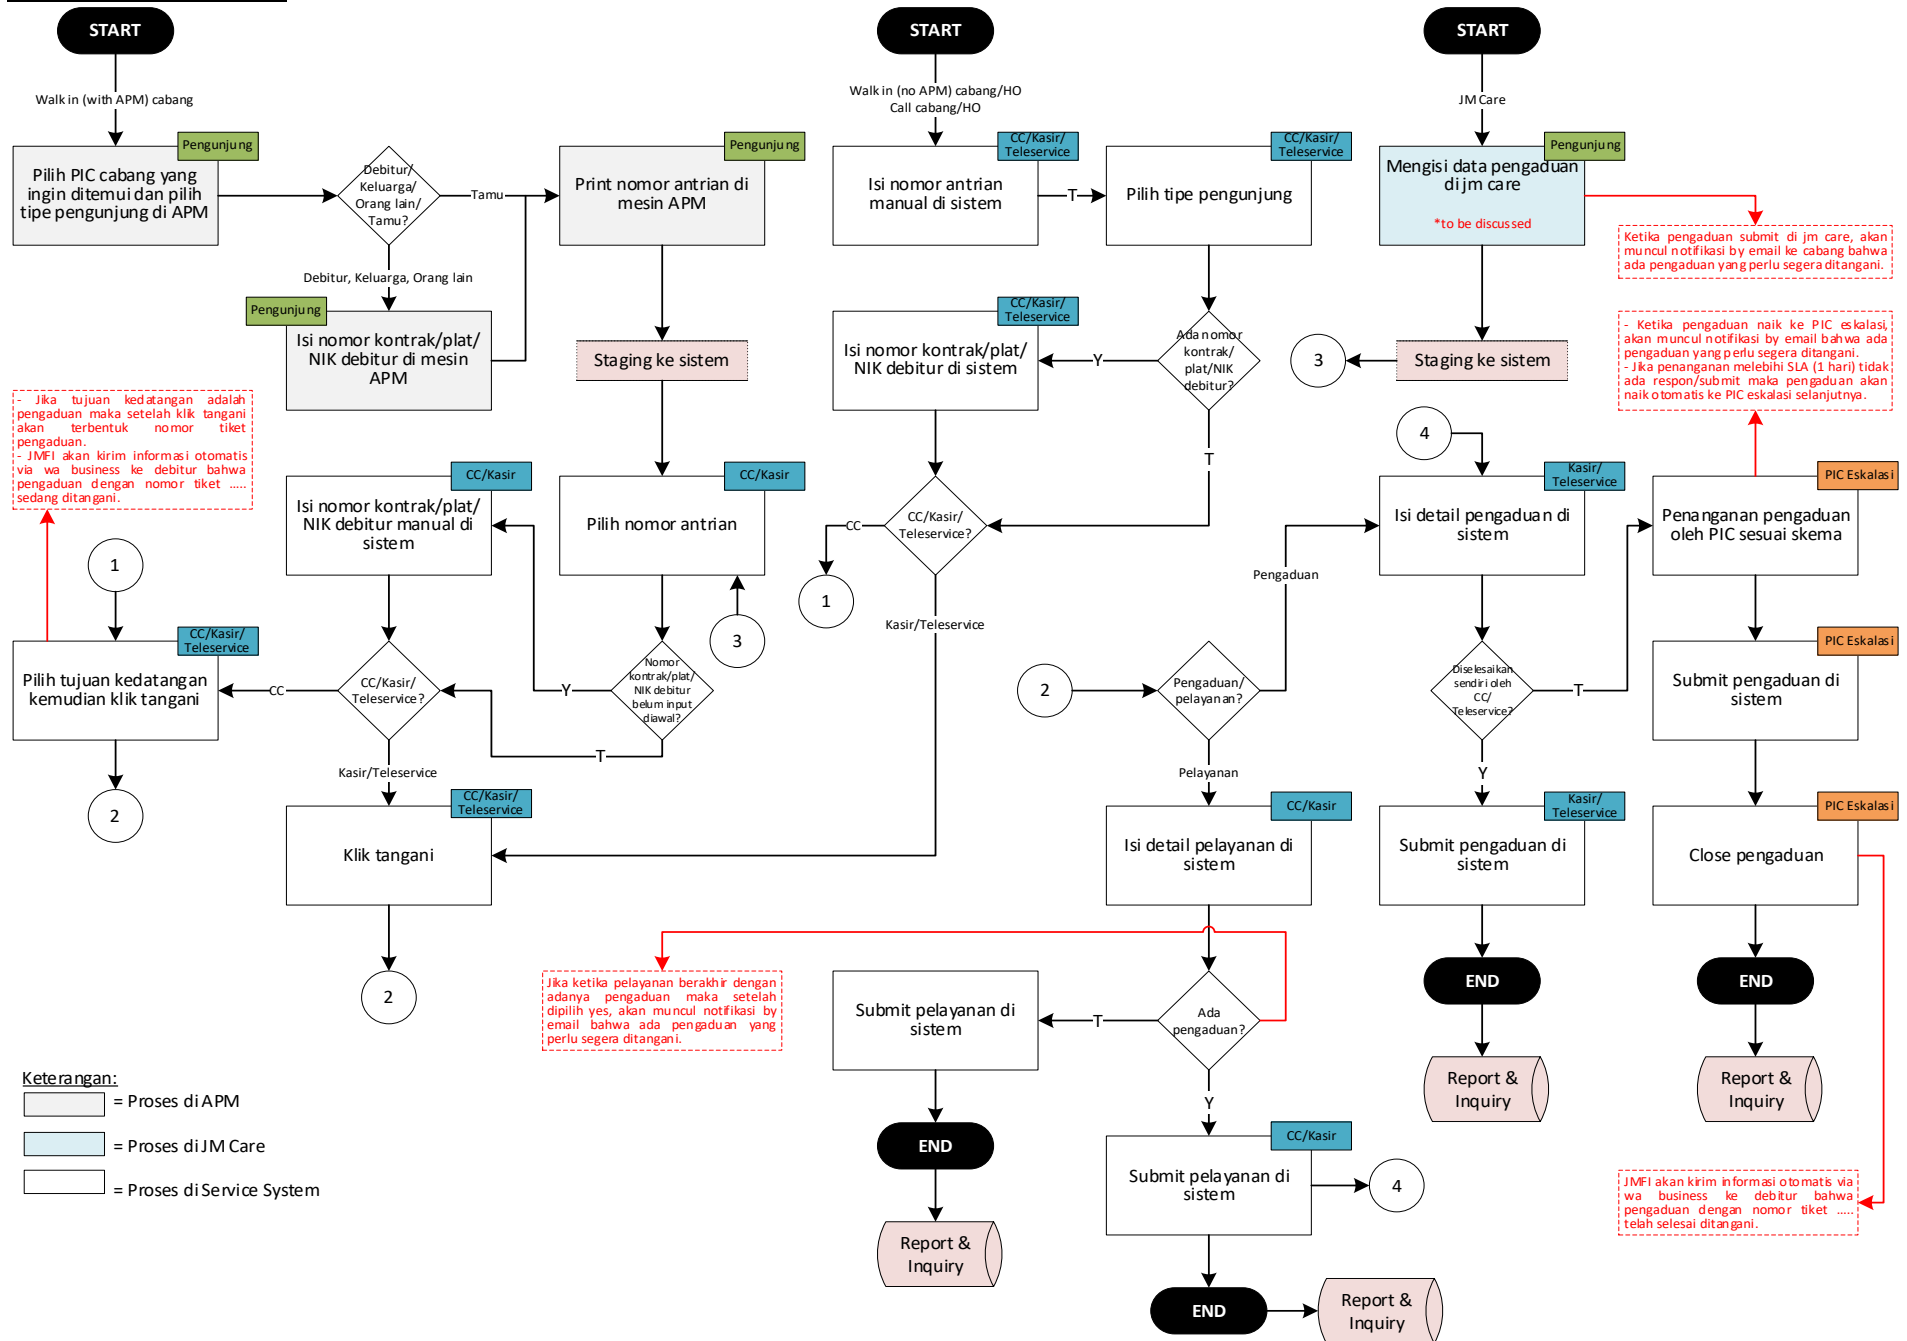 START
Walk in (with APM) cabang
Pengunjung
Pilih PIC cabang yang
ingin ditemui dan pilih
tipe pengunjung di APM
Debitur/
Keluarga/
Orang lain/
Tamu?
Tamu
Pengunjung
Print nomor antrian di
mesin APM
Debitur, Keluarga, Orang lain
Pengunjung
Isi nomor kontrak/plat/
NIK debitur di mesin
APM
Staging ke sistem
- Jika tujuan kedatangan adalah
pengaduan maka setelah klik tangani
akan terbentuk nomor tiket
pengaduan.
- JMFI akan kirim informasi otomatis
via wa business ke debitur bahwa
pengaduan dengan nomor tiket .....
sedang ditangani.
CC/Kasir
Isi nomor kontrak/plat/
NIK debitur manual di
sistem
CC/Kasir
Pilih nomor antrian
1
3
CC/Kasir/
Teleservice
Pilih tujuan kedatangan
kemudian klik tangani
CC
CC/Kasir/
Teleservice?
Y
Nomor
kontrak/plat/
NIK debitur
belum input
diawal?
T
Kasir/Teleservice
2
CC/Kasir/
Teleservice
Klik tangani
2
START
Walk in (no APM) cabang/HO
Call cabang/HO
CC/Kasir/
Teleservice
Isi nomor antrian
manual di sistem
T
CC/Kasir/
Teleservice
Pilih tipe pengunjung
CC/Kasir/
Teleservice
Isi nomor kontrak/plat/
NIK debitur di sistem
Y
Ada nomor
kontrak/
plat/NIK
debitur?
T
CC
CC/Kasir/
Teleservice?
1
Kasir/Teleservice
2
Pengaduan/
pelayanan?
Pengaduan
Pelayanan
CC/Kasir
Isi detail pelayanan di
sistem
Jika ketika pelayanan berakhir dengan
adanya pengaduan maka setelah
dipilih yes, akan muncul notifikasi by
email bahwa ada pengaduan yang
perlu segera ditangani.
Submit pelayanan di
sistem
T
Ada
pengaduan?
Y
END
CC/Kasir
Submit pelayanan di
sistem
4
Report &
Inquiry
END
Report &
Inquiry
START
JM Care
Pengunjung
Mengisi data pengaduan
di jm care
*to be discussed
Ketika pengaduan submit di jm care, akan
muncul notifikasi by email ke cabang bahwa
ada pengaduan yang perlu segera ditangani.
3
Staging ke sistem
- Ketika pengaduan naik ke PIC eskalasi,
akan muncul notifikasi by email bahwa ada
pengaduan yang perlu segera ditangani.
- Jika penanganan melebihi SLA (1 hari) tidak
ada respon/submit maka pengaduan akan
naik otomatis ke PIC eskalasi selanjutnya.
4
Kasir/
Teleservice
Isi detail pengaduan di
sistem
PIC Eskalasi
Penanganan pengaduan
oleh PIC sesuai skema
Diselesaikan
sendiri oleh
CC/
Teleservice?
T
PIC Eskalasi
Submit pengaduan di
sistem
Y
Kasir/
Teleservice
Submit pengaduan di
sistem
PIC Eskalasi
Close pengaduan
END
END
Report &
Inquiry
Report &
Inquiry
JMFI akan kirim informasi otomatis via
wa business ke debitur bahwa
pengaduan dengan nomor tiket .....
telah selesai ditangani.
Keterangan:
= Proses di APM
= Proses di JM Care
= Proses di Service System